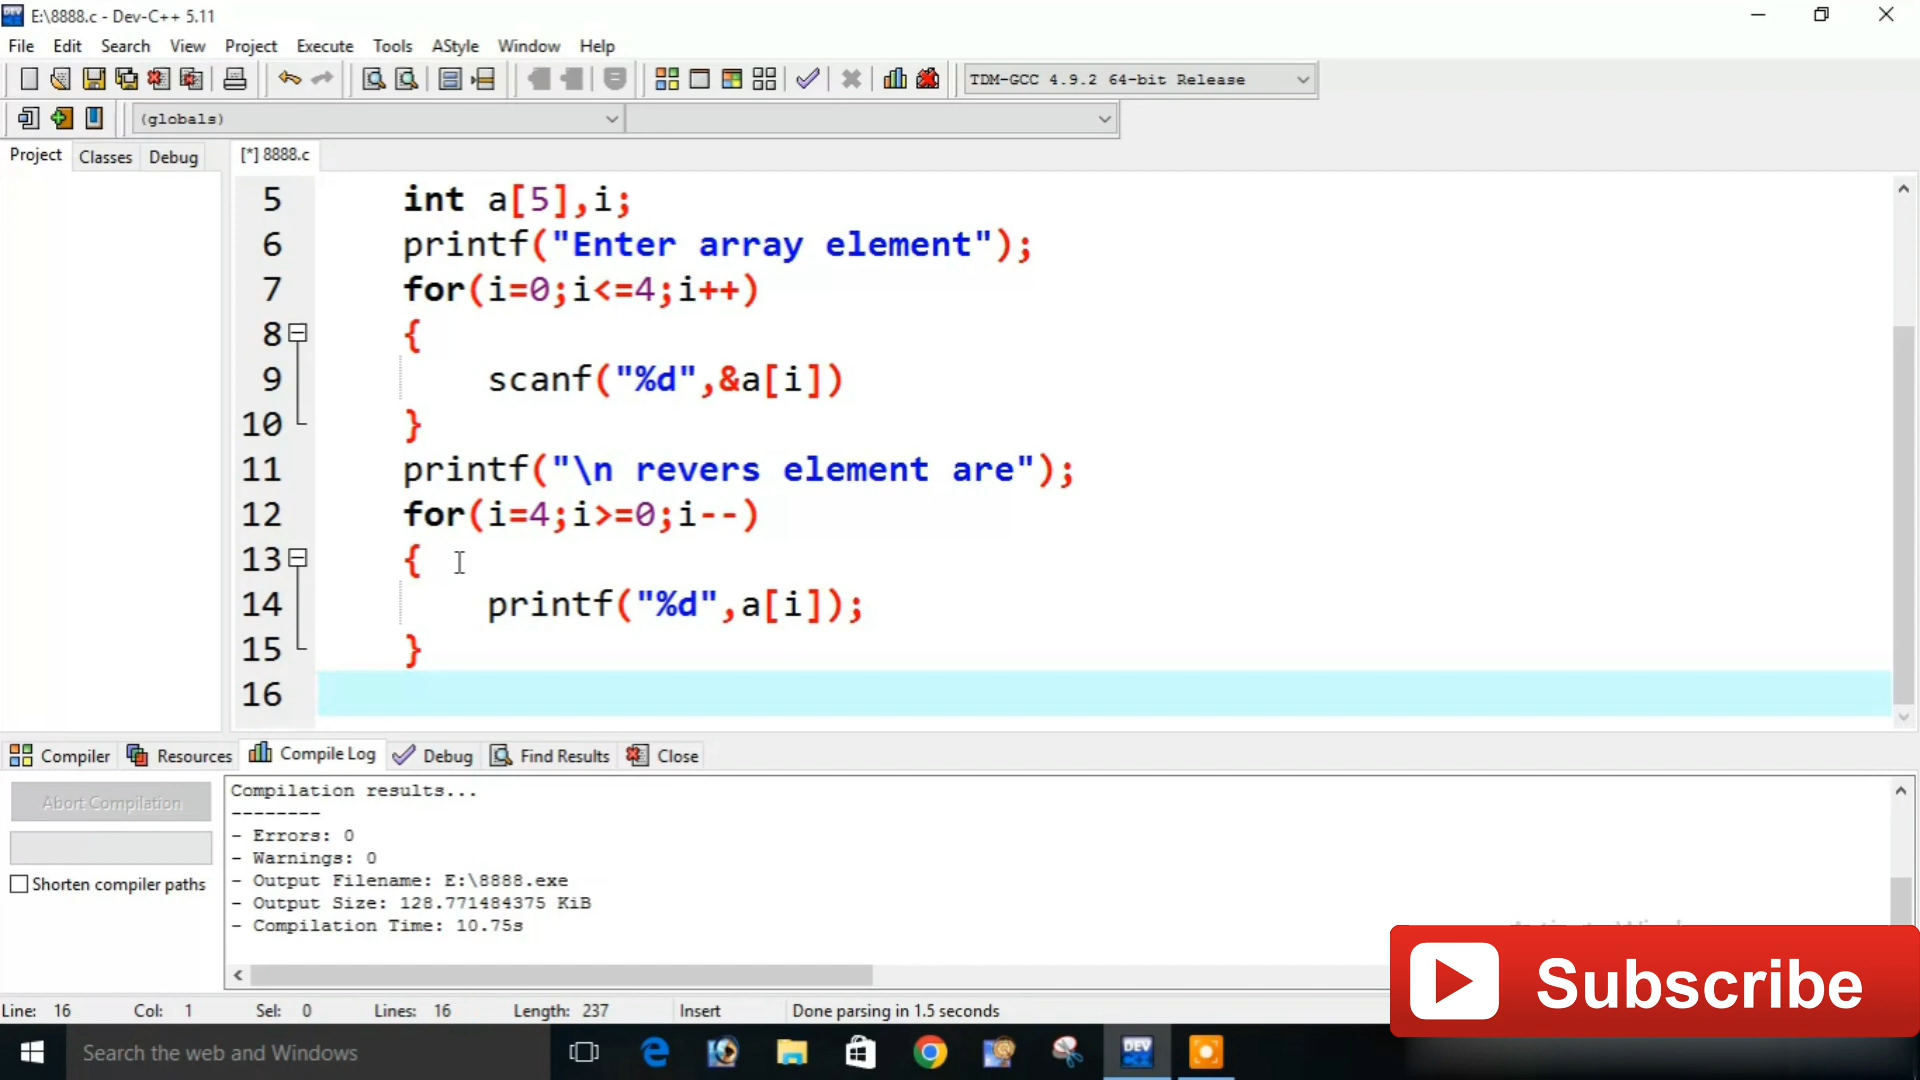 E:\8888.c - Dev-C++ 5.11
File Edit Search View Project Execute Tools AStyle Window Help
TDM-GCC 4.9.2 64-bit Release
(globals)
Project Classes Debug [*] 8888.c
5 int a[5],i;
6 printf("Enter array element");
7 for(i=0;i<=4;i++)
8 {
9 scanf("%d",&a[i])
10 }
11 printf("\n revers element are");
12 for(i=4;i>=0;i--)
13 {
14 printf("%d",a[i]);
15 }
16
Compiler Resources Compile Log Debug Find Results Close
Abort Compilation
Shorten compiler paths
Compilation results...
--------
- Errors: 0
- Warnings: 0
- Output Filename: E:\8888.exe
- Output Size: 128.771484375 KiB
- Compilation Time: 10.75s
Subscribe
Line: 16 Col: 1 Sel: 0 Lines: 16 Length: 237 Insert Done parsing in 1.5 seconds
Search the web and Windows
DEV